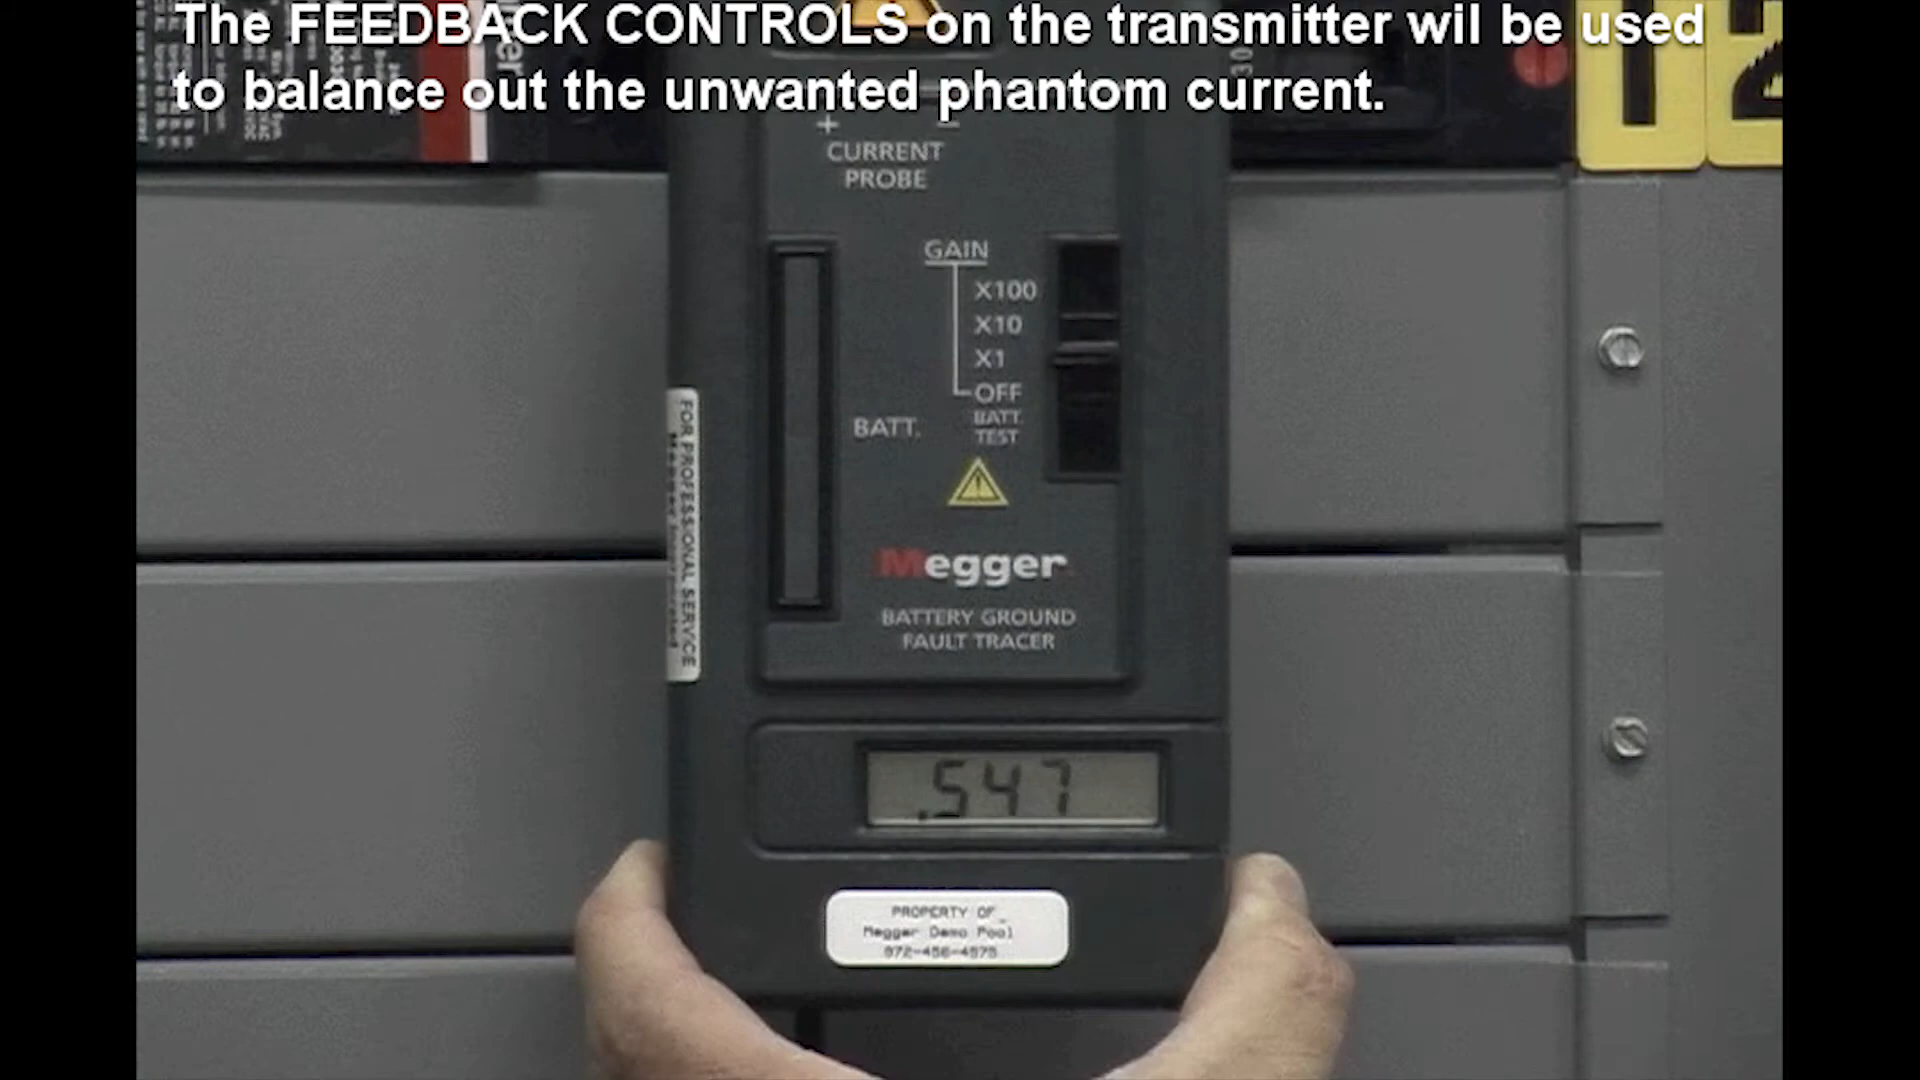 The FEEDBACK CONTROLS on the transmitter wil be used
to balance out the unwanted phantom current.
30
12
+ −
CURRENT
PROBE
GAIN
X100
X10
X1
OFF
BATT.
BATT.
TEST
FOR PROFESSIONAL SERVICE
Megger
BATTERY GROUND
FAULT TRACER
.547
PROPERTY OF
Megger Demo Pool